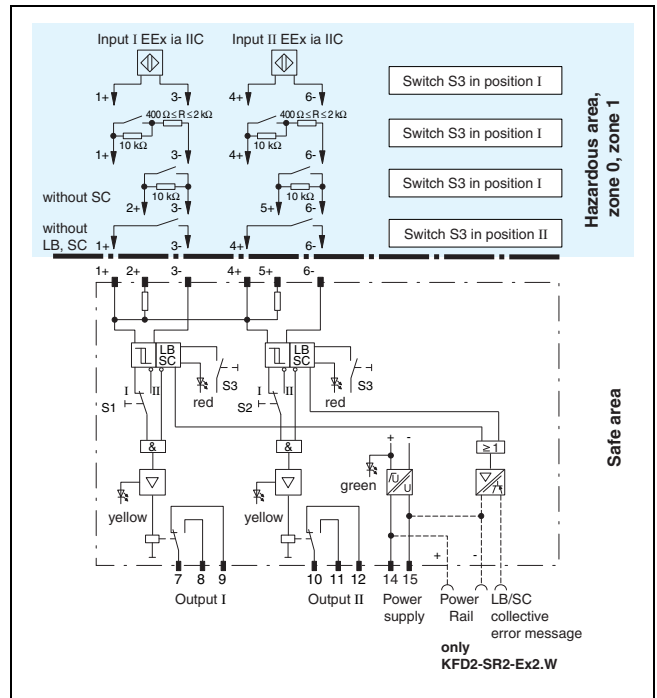 Input I EEx ia IIC Input II EEx ia IIC
1+ 3- 4+ 6-
Switch S3 in position I
400 Ω ≤ R ≤ 2 kΩ 400 Ω ≤ R ≤ 2 kΩ
10 kΩ 10 kΩ
1+ 3- 4+ 6-
Switch S3 in position I
without SC
10 kΩ 10 kΩ
2+ 3- 5+ 6-
Switch S3 in position I
without
LB, SC
1+ 3- 4+ 6-
Switch S3 in position II
Hazardous area,
zone 0, zone 1
1+ 2+ 3- 4+ 5+ 6-
LB
SC
LB
SC
I II S3 I II S3
S1 red S2 red
& & ≥1
+ -
green
U
U
yellow yellow
+ -
7 8 9 10 11 12 14 15
Output I Output II Power
supply
Power
Rail
LB/SC
collective
error message
only
KFD2-SR2-Ex2.W
Safe area